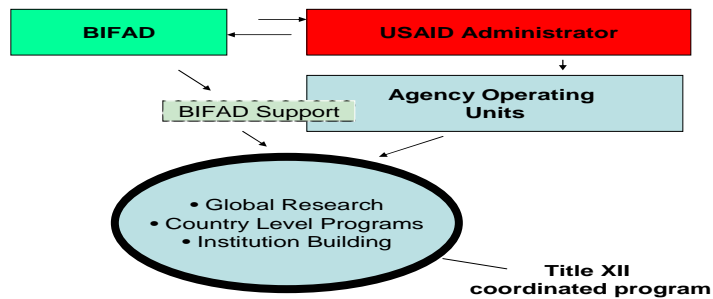 BIFAD
USAID Administrator
Agency Operating
Units
BIFAD Support
• Global Research
• Country Level Programs
• Institution Building
Title XII
coordinated program